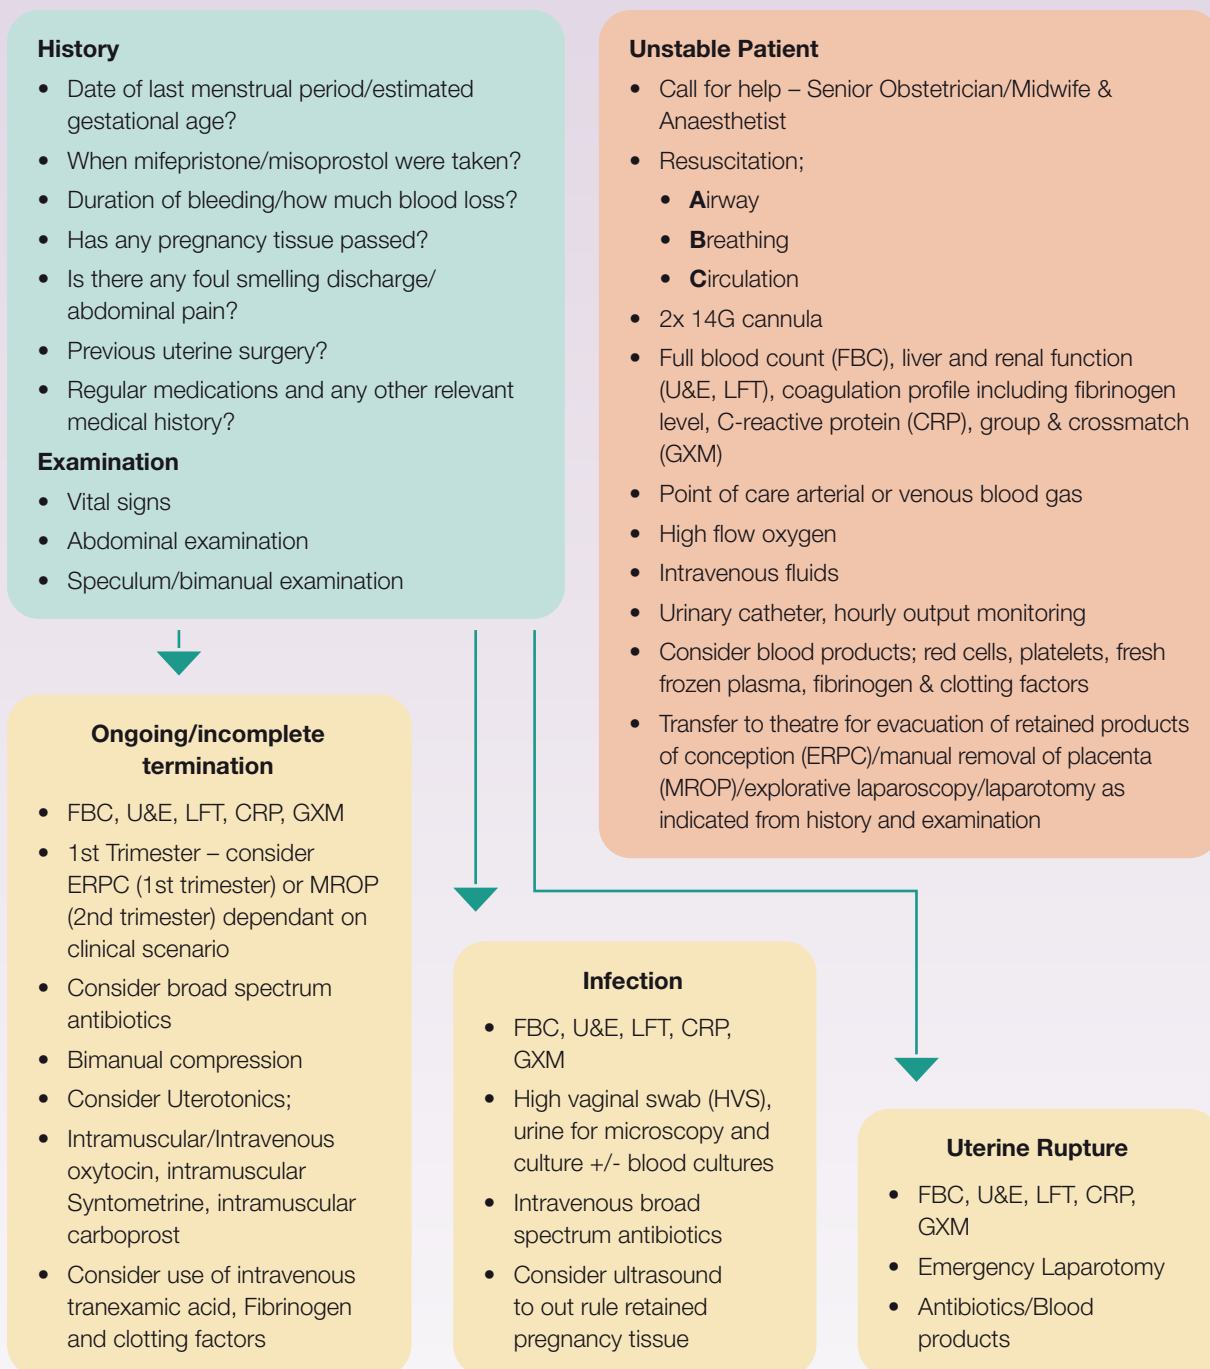 History
• Date of last menstrual period/estimated
gestational age?
• When mifepristone/misoprostol were taken?
• Duration of bleeding/how much blood loss?
• Has any pregnancy tissue passed?
• Is there any foul smelling discharge/
abdominal pain?
• Previous uterine surgery?
• Regular medications and any other relevant
medical history?
Examination
• Vital signs
• Abdominal examination
• Speculum/bimanual examination
Unstable Patient
• Call for help – Senior Obstetrician/Midwife &
Anaesthetist
• Resuscitation;
• Airway
• Breathing
• Circulation
• 2x 14G cannula
• Full blood count (FBC), liver and renal function
(U&E, LFT), coagulation profile including fibrinogen
level, C-reactive protein (CRP), group & crossmatch
(GXM)
• Point of care arterial or venous blood gas
• High flow oxygen
• Intravenous fluids
• Urinary catheter, hourly output monitoring
• Consider blood products; red cells, platelets, fresh
frozen plasma, fibrinogen & clotting factors
• Transfer to theatre for evacuation of retained products
of conception (ERPC)/manual removal of placenta
(MROP)/explorative laparoscopy/laparotomy as
indicated from history and examination
Ongoing/incomplete
termination
• FBC, U&E, LFT, CRP, GXM
• 1st Trimester – consider
ERPC (1st trimester) or MROP
(2nd trimester) dependant on
clinical scenario
• Consider broad spectrum
antibiotics
• Bimanual compression
• Consider Uterotonics;
• Intramuscular/Intravenous
oxytocin, intramuscular
Syntometrine, intramuscular
carboprost
• Consider use of intravenous
tranexamic acid, Fibrinogen
and clotting factors
Infection
• FBC, U&E, LFT, CRP,
GXM
• High vaginal swab (HVS),
urine for microscopy and
culture +/- blood cultures
• Intravenous broad
spectrum antibiotics
• Consider ultrasound
to out rule retained
pregnancy tissue
Uterine Rupture
• FBC, U&E, LFT, CRP,
GXM
• Emergency Laparotomy
• Antibiotics/Blood
products